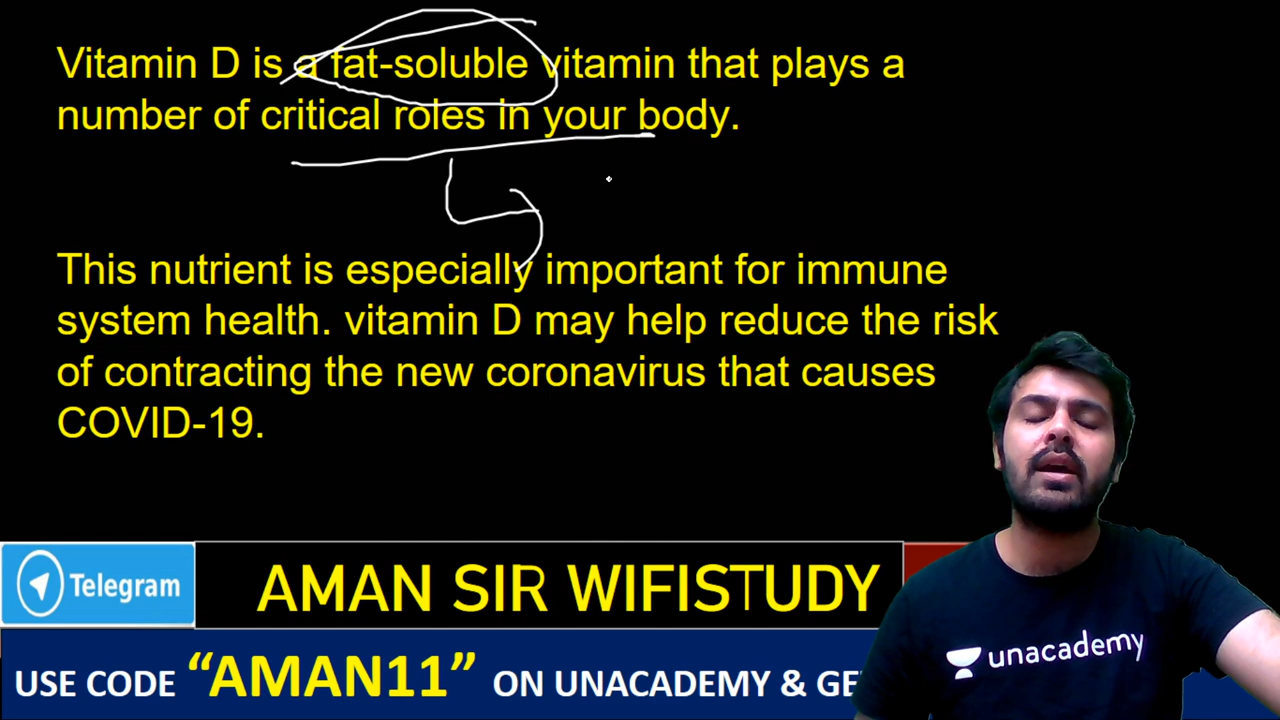 Vitamin D is a fat-soluble vitamin that plays a
number of critical roles in your body.
This nutrient is especially important for immune
system health. vitamin D may help reduce the risk
of contracting the new coronavirus that causes
COVID-19.
Telegram
AMAN SIR WIFISTUDY
USE CODE “AMAN11” ON UNACADEMY & GE
unacademy